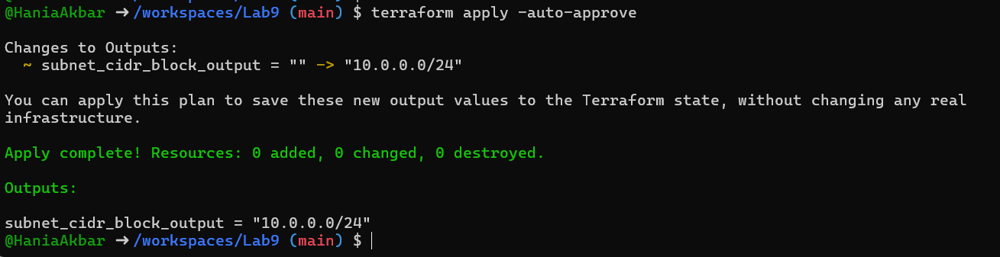 @HaniaAkbar ➜ /workspaces/Lab9 (main) $ terraform apply -auto-approve
Changes to Outputs:
~ subnet_cidr_block_output = "" -> "10.0.0.0/24"
You can apply this plan to save these new output values to the Terraform state, without changing any real
infrastructure.
Apply complete! Resources: 0 added, 0 changed, 0 destroyed.
Outputs:
subnet_cidr_block_output = "10.0.0.0/24"
@HaniaAkbar ➜ /workspaces/Lab9 (main) $